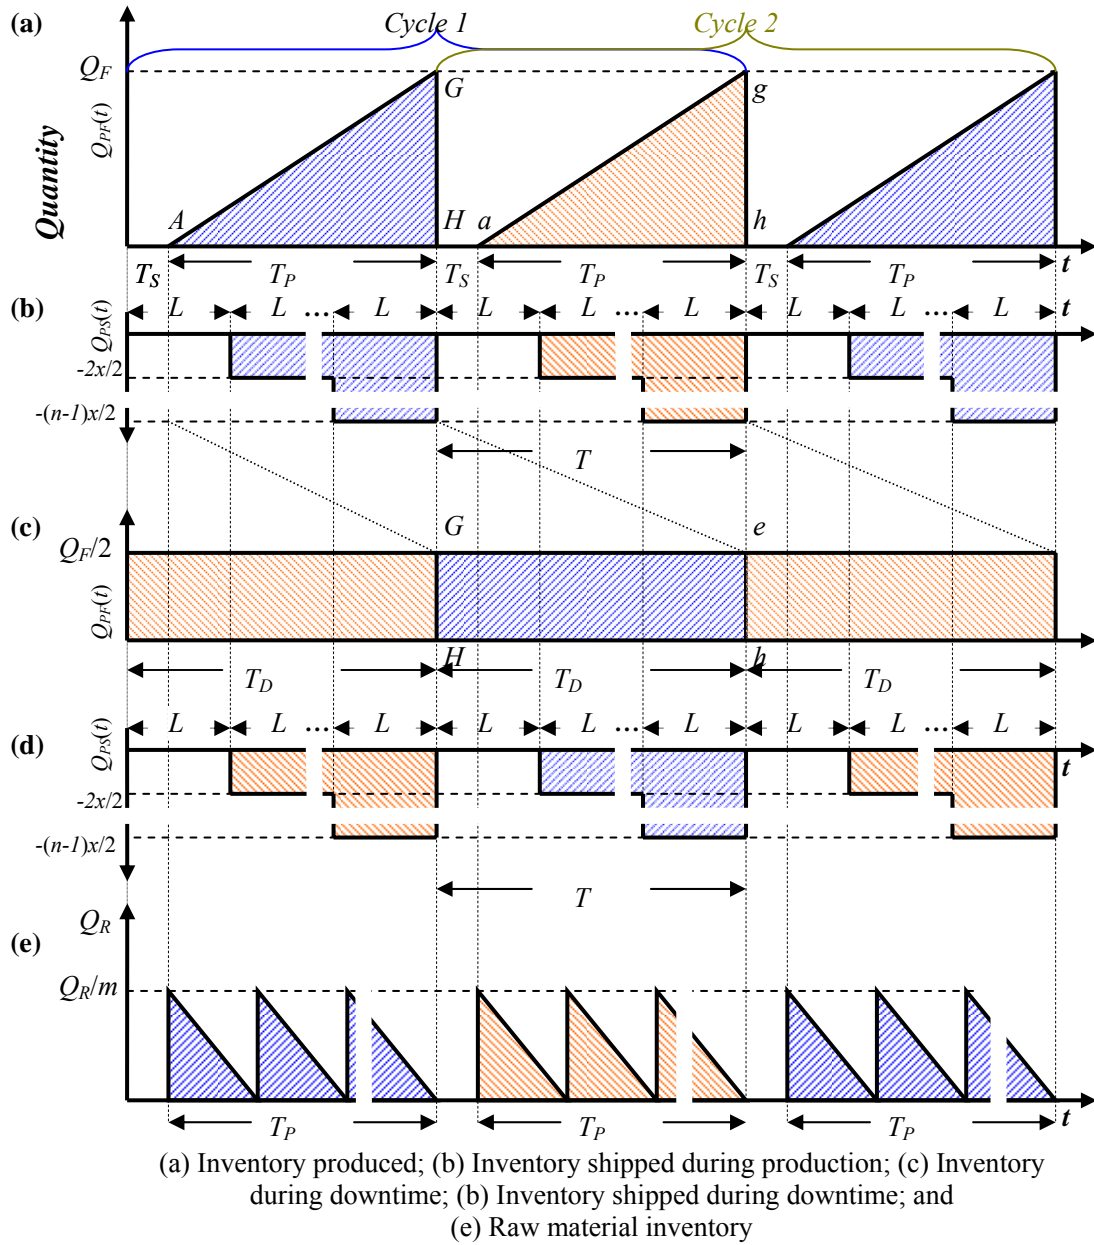 (a)
Cycle 1
Cycle 2
Q_F
Q_PF(t)
Quantity
G
g
A
H
a
h
T_S
T_P
T_S
T_P
T_S
T_P
t
(b)
Q_PS(t)
L
L
...
L
L
L
...
L
L
L
...
L
t
-2x/2
-(n-1)x/2
T
(c)
G
e
Q_F/2
Q_PF(t)
H
h
T_D
T_D
T_D
(d)
Q_PS(t)
L
L
...
L
L
L
...
L
L
L
...
L
t
-2x/2
-(n-1)x/2
T
Q_R
(e)
Q_R/m
T_P
T_P
T_P
t
(a) Inventory produced; (b) Inventory shipped during production; (c) Inventory
during downtime; (b) Inventory shipped during downtime; and
(e) Raw material inventory